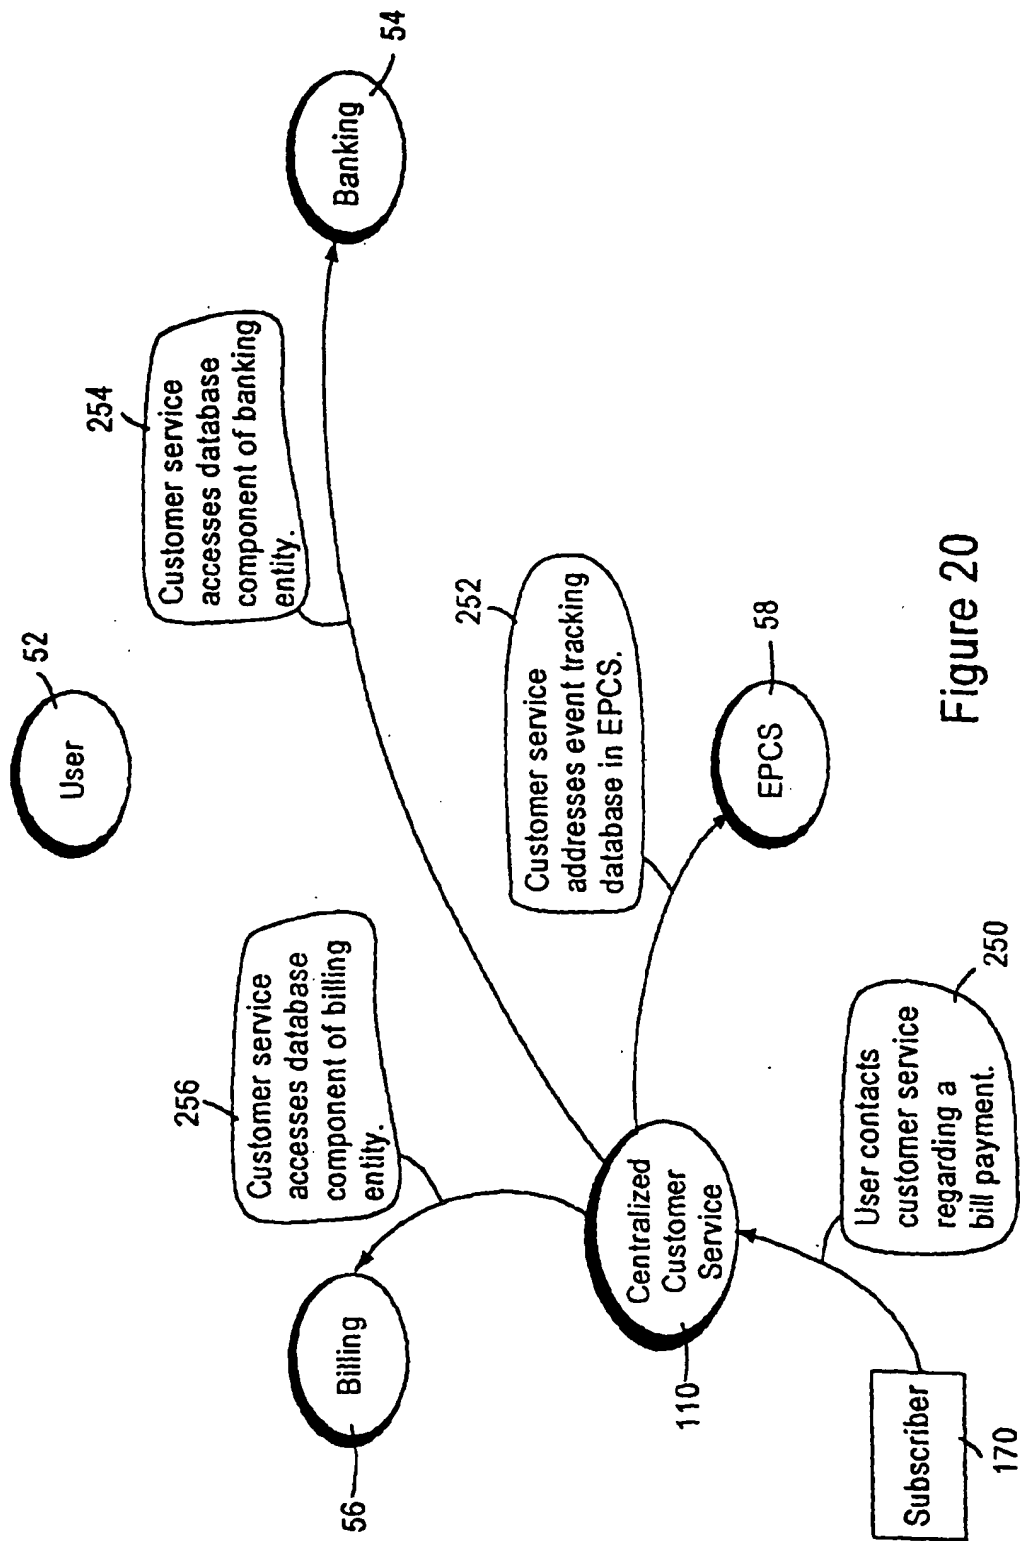 52
User
54
Banking
254
Customer service
accesses database
component of banking
entity.
256
Customer service
accesses database
component of billing
entity.
252
Customer service
addresses event tracking
database in EPCS.
56
Billing
58
EPCS
Centralized
Customer
Service
110
250
User contacts
customer service
regarding a
bill payment.
Subscriber
170
Figure 20